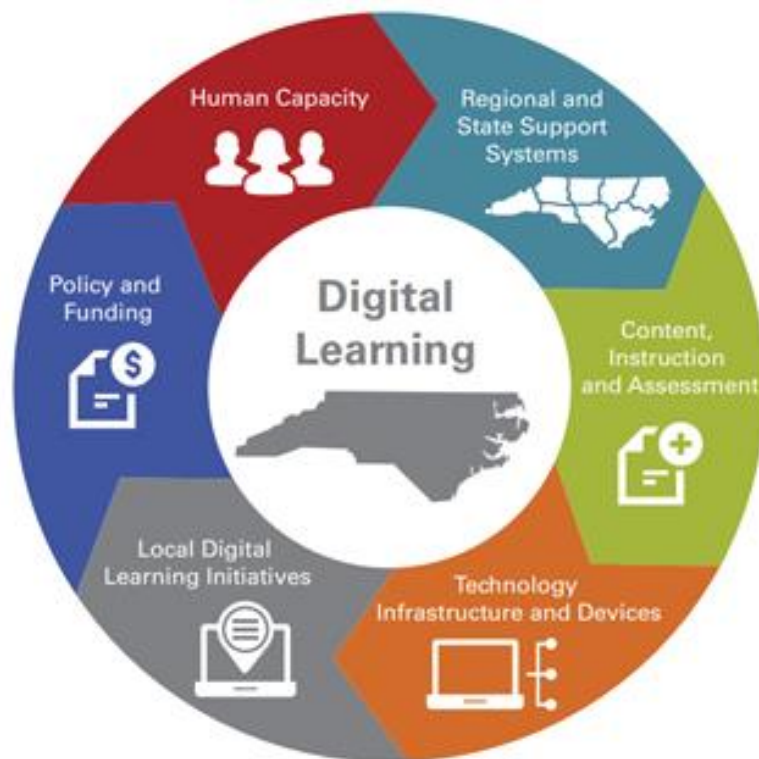 Human Capacity
Regional and
State Support
Systems
Policy and
Funding
$
Digital
Learning
Content,
Instruction
and Assessment
Local Digital
Learning Initiatives
Technology
Infrastructure and Devices